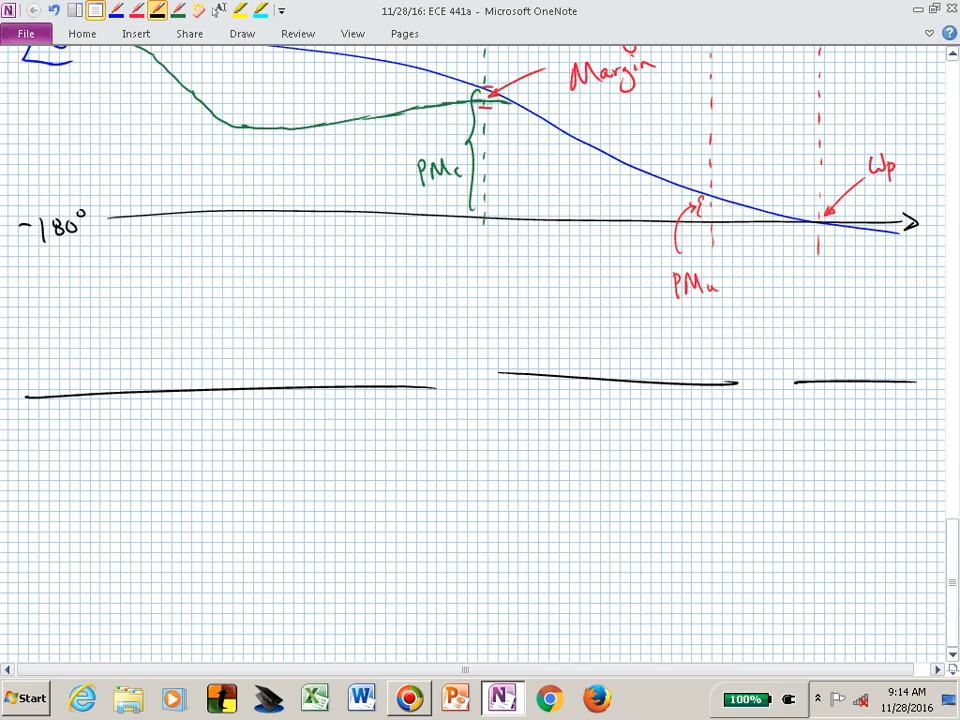 11/28/16: ECE 441a - Microsoft OneNote
File Home Insert Share Review View Pages
Margin
PMc
Wp
-180°
PMu
Start
100%
9:14 AM
11/28/2016